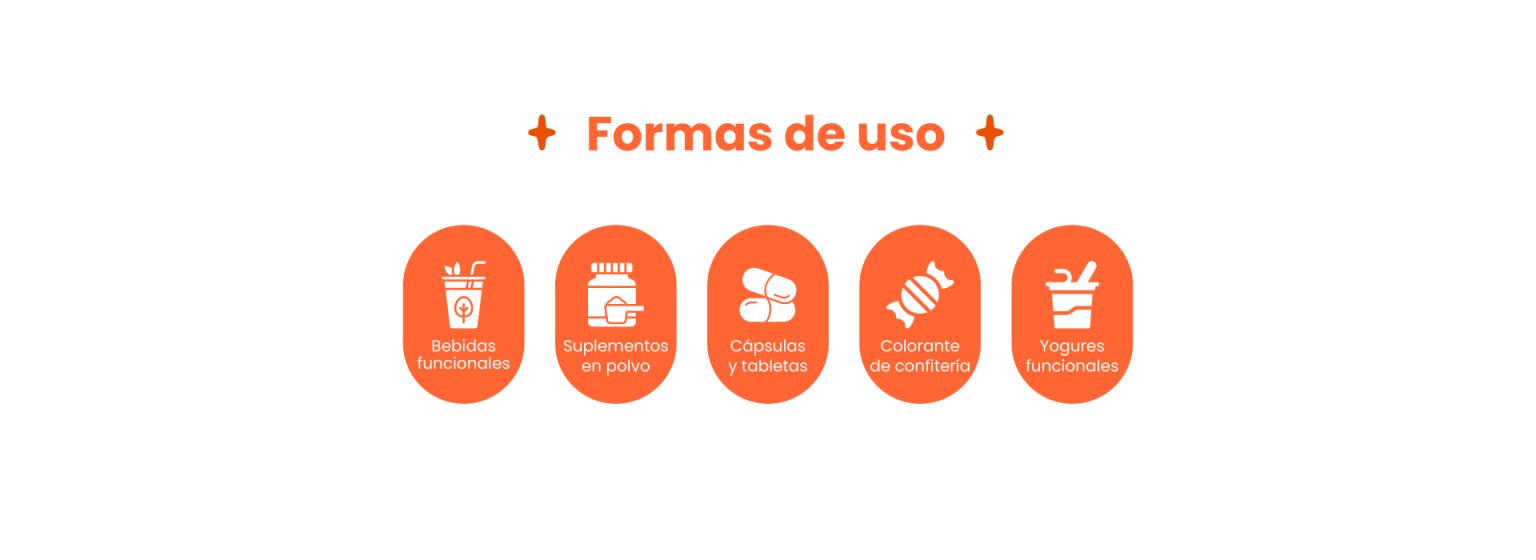 Formas de uso
Bebidas
funcionales
Suplementos
en polvo
Cápsulas
y tabletas
Colorante
de confitería
Yogures
funcionales